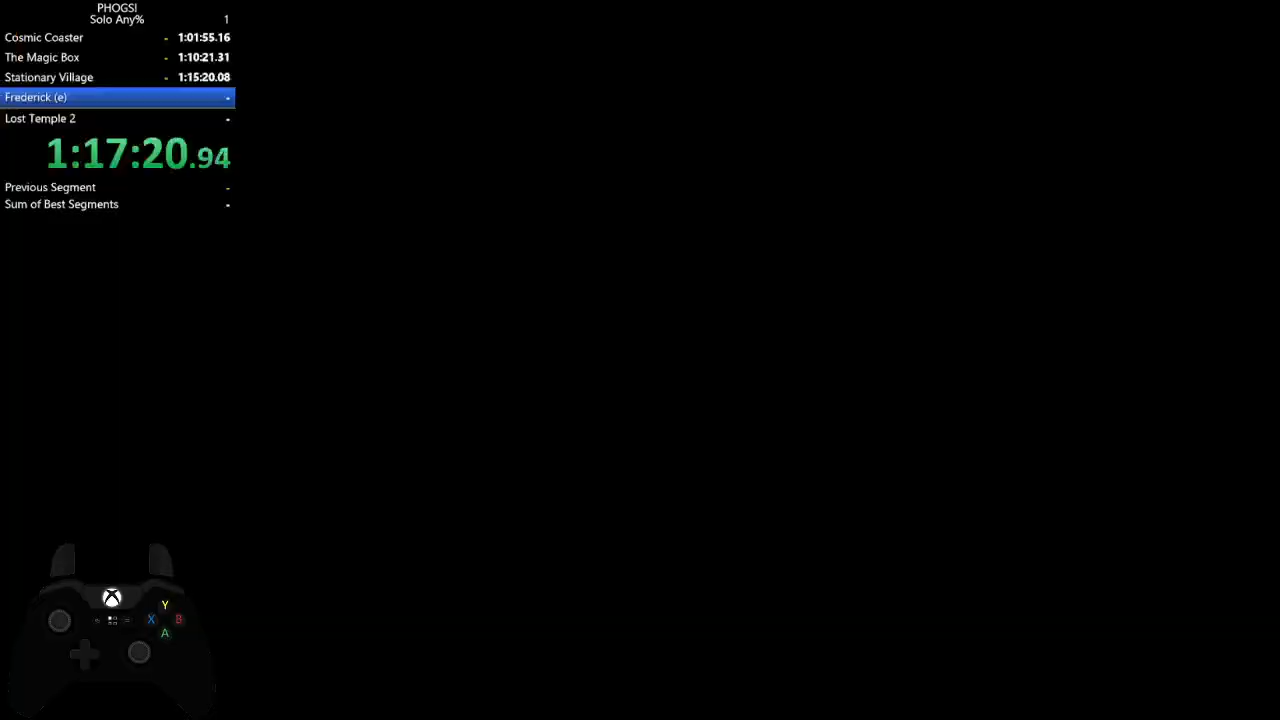 PHOGS!
Solo Any% 1
Cosmic Coaster - 1:01:55.16
The Magic Box - 1:10:21.31
Stationary Village - 1:15:20.08
Frederick (e) -
Lost Temple 2 -
1:17:20.94
Previous Segment -
Sum of Best Segments -
Y
X B
A